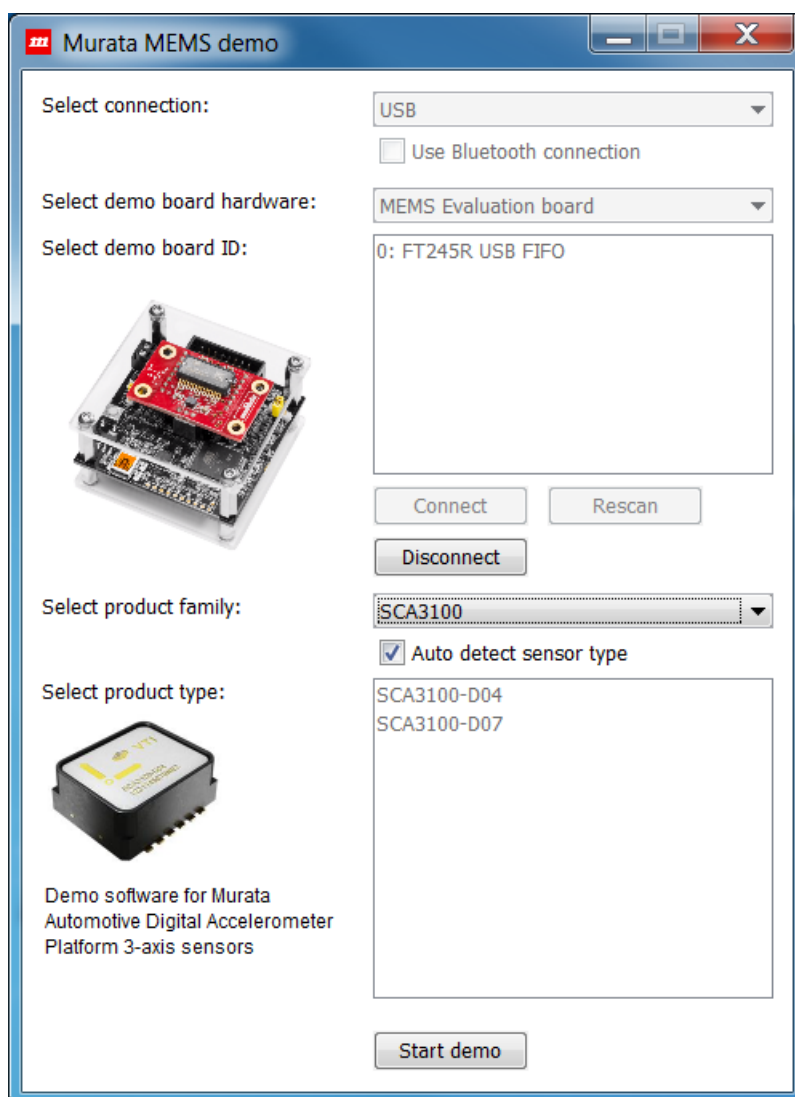 Murata MEMS demo
Select connection:
USB
Use Bluetooth connection
Select demo board hardware:
MEMS Evaluation board
Select demo board ID:
0: FT245R USB FIFO
Connect
Rescan
Disconnect
Select product family:
SCA3100
Auto detect sensor type
Select product type:
SCA3100-D04
SCA3100-D07
VTI
Demo software for Murata
Automotive Digital Accelerometer
Platform 3-axis sensors
Start demo